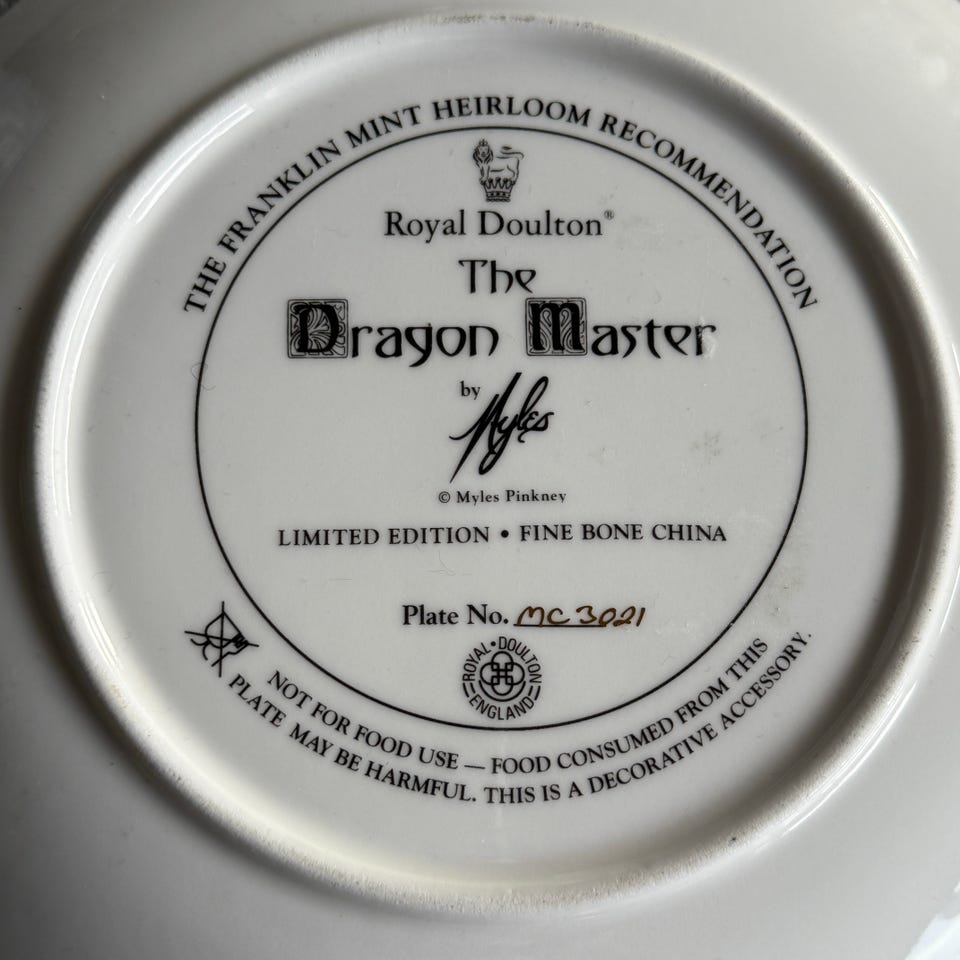 THE FRANKLIN MINT HEIRLOOM RECOMMENDATION
Royal Doulton®
The
Dragon Master
by Myles
© Myles Pinkney
LIMITED EDITION • FINE BONE CHINA
Plate No. MC3021
ROYAL • DOULTON
ENGLAND
NOT FOR FOOD USE — FOOD CONSUMED FROM THIS
PLATE MAY BE HARMFUL. THIS IS A DECORATIVE ACCESSORY.